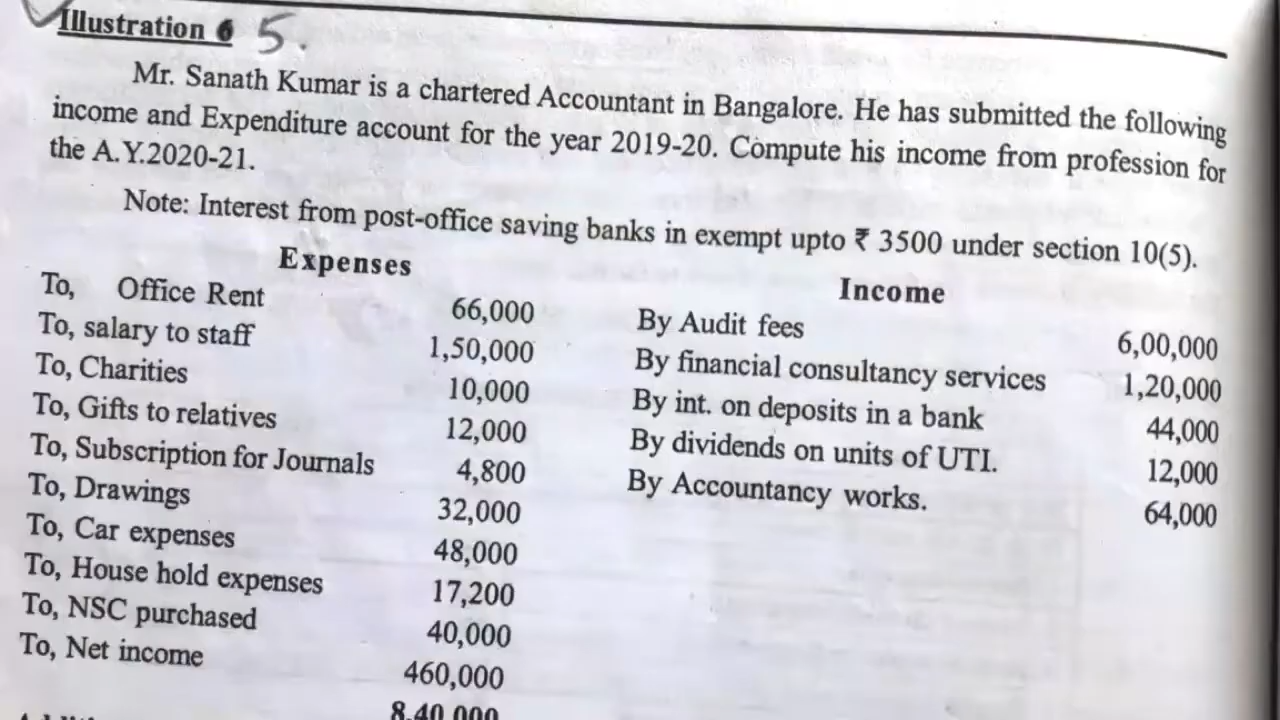 Illustration 6 5.
Mr. Sanath Kumar is a chartered Accountant in Bangalore. He has submitted the following
income and Expenditure account for the year 2019-20. Compute his income from profession for
the A.Y.2020-21.
Note: Interest from post-office saving banks in exempt upto ₹ 3500 under section 10(5).
Expenses Income
To, Office Rent 66,000 By Audit fees 6,00,000
To, salary to staff 1,50,000 By financial consultancy services 1,20,000
To, Charities 10,000 By int. on deposits in a bank 44,000
To, Gifts to relatives 12,000 By dividends on units of UTI. 12,000
To, Subscription for Journals 4,800 By Accountancy works. 64,000
To, Drawings 32,000
To, Car expenses 48,000
To, House hold expenses 17,200
To, NSC purchased 40,000
To, Net income 460,000
8,40,000